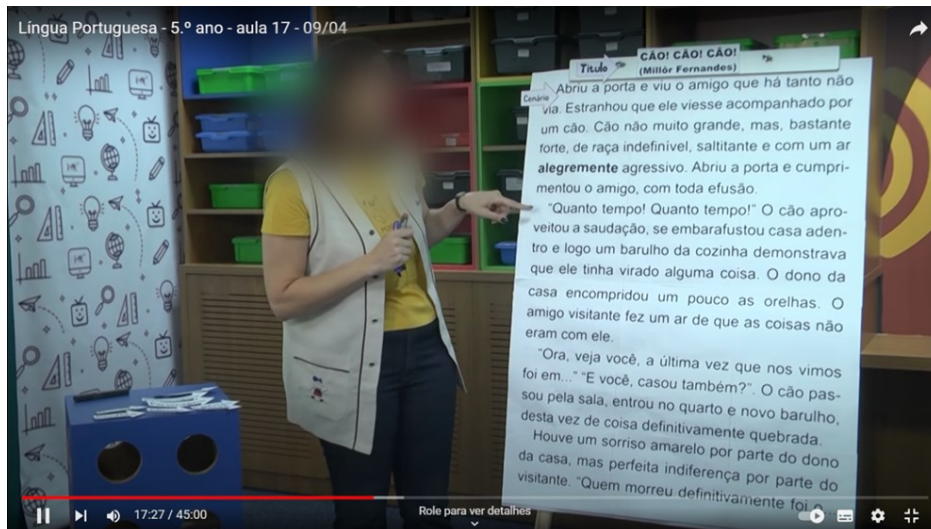 Língua Portuguesa - 5.º ano - aula 17 - 09/04
Título
CÃO! CÃO! CÃO!
(Millôr Fernandes)
Cenário
Abriu a porta e viu o amigo que há tanto não
via. Estranhou que ele viesse acompanhado por
um cão. Cão não muito grande, mas, bastante
forte, de raça indefinível, saltitante e com um ar
alegremente agressivo. Abriu a porta e cumpri-
mentou o amigo, com toda efusão.
"Quanto tempo! Quanto tempo!" O cão apro-
veitou a saudação, se embarafustou casa aden-
tro e logo um barulho da cozinha demonstrava
que ele tinha virado alguma coisa. O dono da
casa encompridou um pouco as orelhas. O
amigo visitante fez um ar de que as coisas não
eram com ele.
"Ora, veja você, a última vez que nos vimos
foi em..." "E você, casou também?". O cão pas-
sou pela sala, entrou no quarto e novo barulho,
desta vez de coisa definitivamente quebrada.
Houve um sorriso amarelo por parte do dono
da casa, mas perfeita indiferença por parte do
visitante. "Quem morreu definitivamente foi o
17:27 / 45:00
Role para ver detalhes